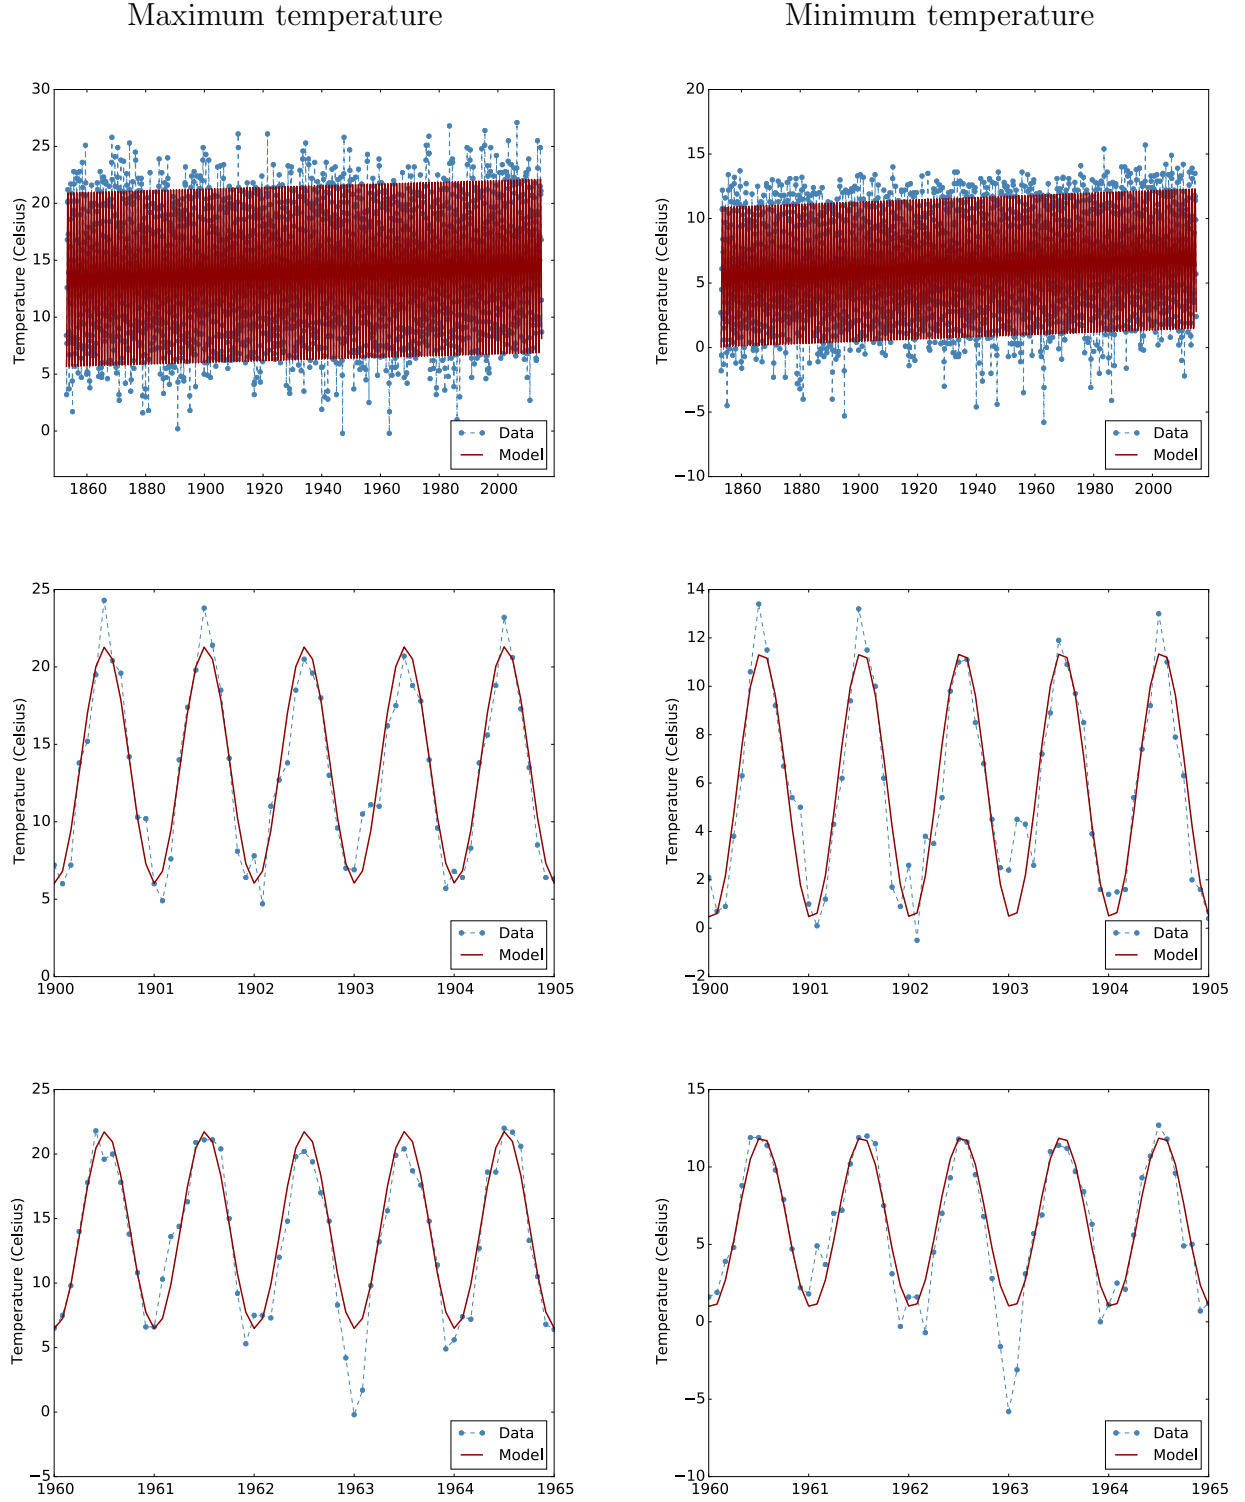 Maximum temperature
Minimum temperature
30
25
20
15
10
5
0
Temperature (Celsius)
Data
Model
1860 1880 1900 1920 1940 1960 1980 2000
20
15
10
5
0
−5
−10
Temperature (Celsius)
Data
Model
1860 1880 1900 1920 1940 1960 1980 2000
25
20
15
10
5
0
Temperature (Celsius)
Data
Model
1900 1901 1902 1903 1904 1905
14
12
10
8
6
4
2
0
−2
Temperature (Celsius)
Data
Model
1900 1901 1902 1903 1904 1905
25
20
15
10
5
0
−5
Temperature (Celsius)
Data
Model
1960 1961 1962 1963 1964 1965
15
10
5
0
−5
−10
Temperature (Celsius)
Data
Model
1960 1961 1962 1963 1964 1965